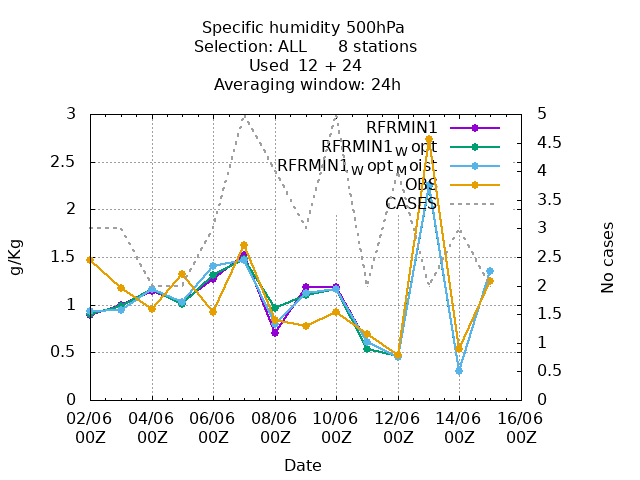 Specific humidity 500hPa
Selection: ALL      8 stations
Used  12 + 24
Averaging window: 24h
3
2.5
2
1.5
1
0.5
0
5
4.5
4
3.5
3
2.5
2
1.5
1
0.5
0
g/Kg
No cases
RFRMIN1
RFRMIN1_W opt
RFRMIN1_W opt_M oist
OBS
CASES
02/06 04/06 06/06 08/06 10/06 12/06 14/06 16/06
00Z 00Z 00Z 00Z 00Z 00Z 00Z 00Z
Date